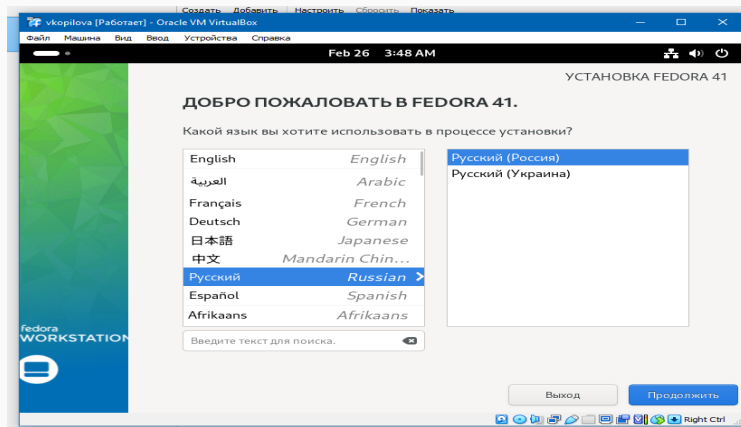 Создать Добавить Настроить Сбросить Показать
vkopilova [Работает] - Oracle VM VirtualBox
Файл Машина Вид Ввод Устройства Справка
Feb 26 3:48 AM
УСТАНОВКА FEDORA 41
ДОБРО ПОЖАЛОВАТЬ В FEDORA 41.
Какой язык вы хотите использовать в процессе установки?
English English
العربية Arabic
Français French
Deutsch German
日本語 Japanese
中文 Mandarin Chin...
Русский Russian
Español Spanish
Afrikaans Afrikaans
Русский (Россия)
Русский (Украина)
Введите текст для поиска.
fedora
WORKSTATION
Выход Продолжить
Right Ctrl